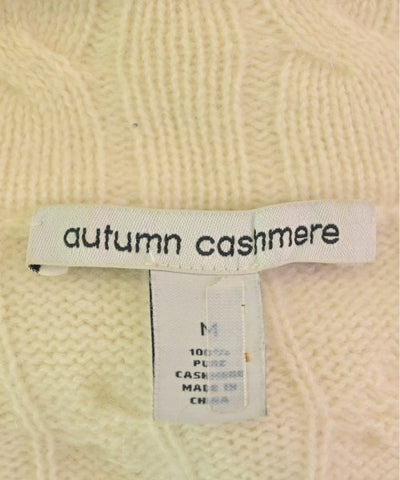 autumn cashmere
M
100%
PURE
CASHMERE
MADE IN
CHINA